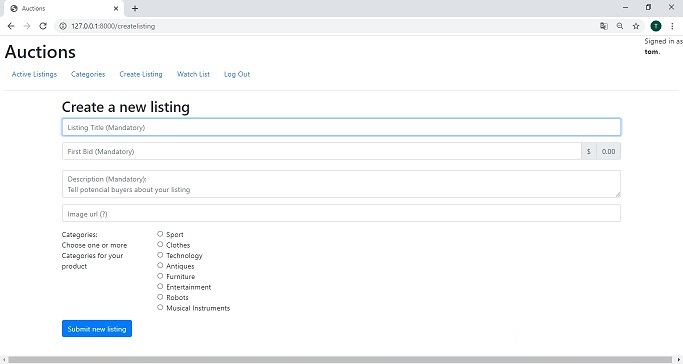 Auctions
127.0.0.1:8000/createlisting
T
Auctions
Signed in as
tom.
Active Listings Categories Create Listing Watch List Log Out
Create a new listing
Listing Title (Mandatory)
First Bid (Mandatory) $ 0.00
Description (Mandatory):
Tell potencial buyers about your listing
Image url (?)
Categories:
Choose one or more
Categories for your
product
Sport
Clothes
Technology
Antiques
Furniture
Entertainment
Robots
Musical Instruments
Submit new listing